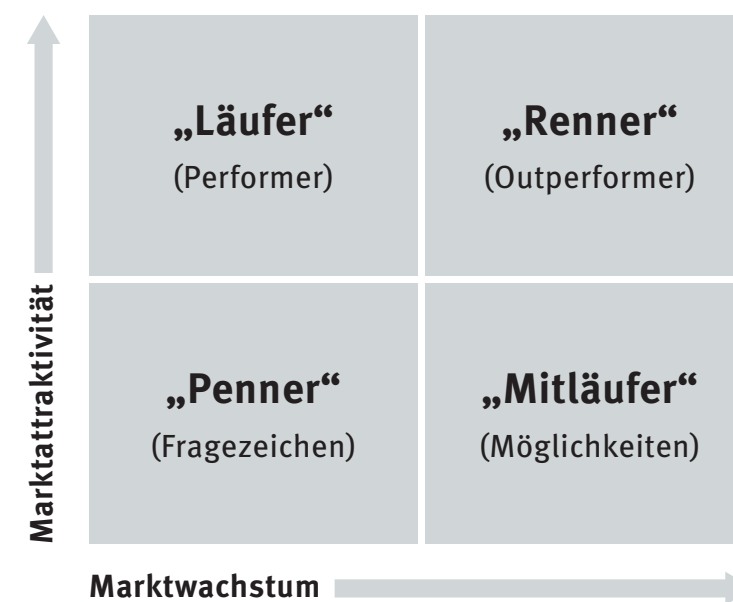 „Läufer“
(Performer)
„Renner“
(Outperformer)
Marktattraktivität
„Penner“
(Fragezeichen)
„Mitläufer“
(Möglichkeiten)
Marktwachstum